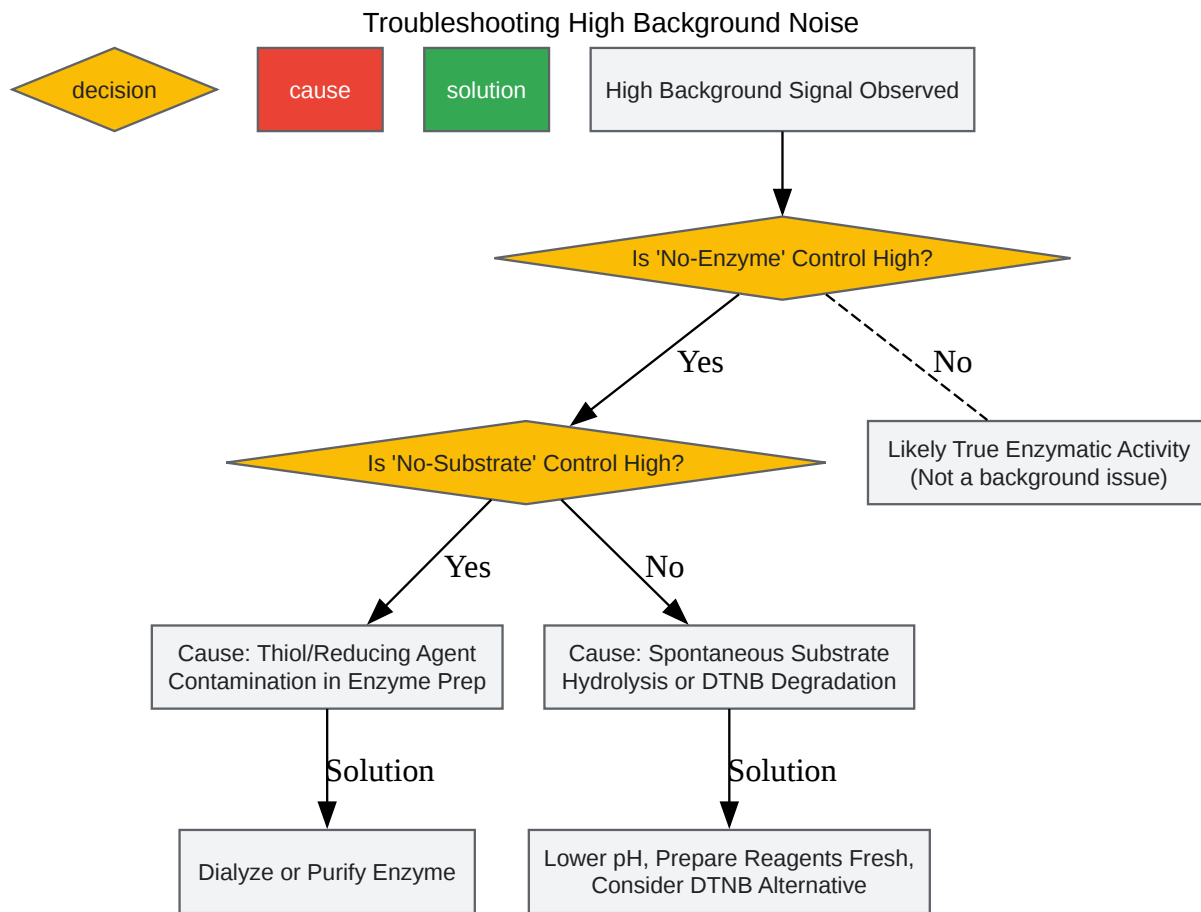 Troubleshooting High Background Noise
decision
cause
solution
High Background Signal Observed
Is 'No-Enzyme' Control High?
Yes
No
Is 'No-Substrate' Control High?
Likely True Enzymatic Activity
(Not a background issue)
Yes
No
Cause: Thiol/Reducing Agent
Contamination in Enzyme Prep
Cause: Spontaneous Substrate
Hydrolysis or DTNB Degradation
Solution
Solution
Dialyze or Purify Enzyme
Lower pH, Prepare Reagents Fresh,
Consider DTNB Alternative